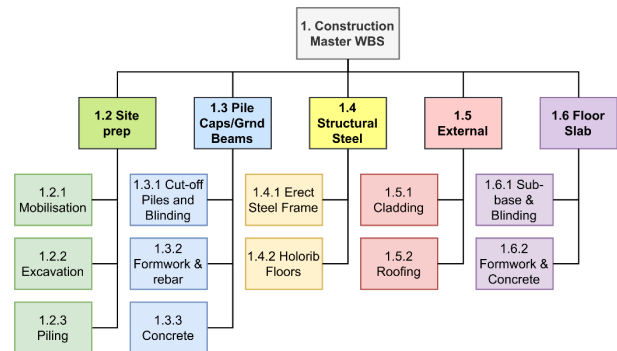 1. Construction
Master WBS
1.2 Site
prep
1.3 Pile
Caps/Grnd
Beams
1.4
Structural
Steel
1.5
External
1.6 Floor
Slab
1.2.1
Mobilisation
1.3.1 Cut-off
Piles and
Blinding
1.4.1 Erect
Steel Frame
1.5.1
Cladding
1.6.1 Sub-
base &
Blinding
1.2.2
Excavation
1.3.2
Formwork &
rebar
1.4.2 Holorib
Floors
1.5.2
Roofing
1.6.2
Formwork &
Concrete
1.2.3
Piling
1.3.3
Concrete